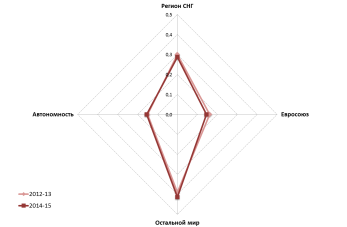 Регион СНГ
0,5
0,4
0,3
0,2
0,1
0,0
Автономность
Евросоюз
Остальной мир
2012-13
2014-15